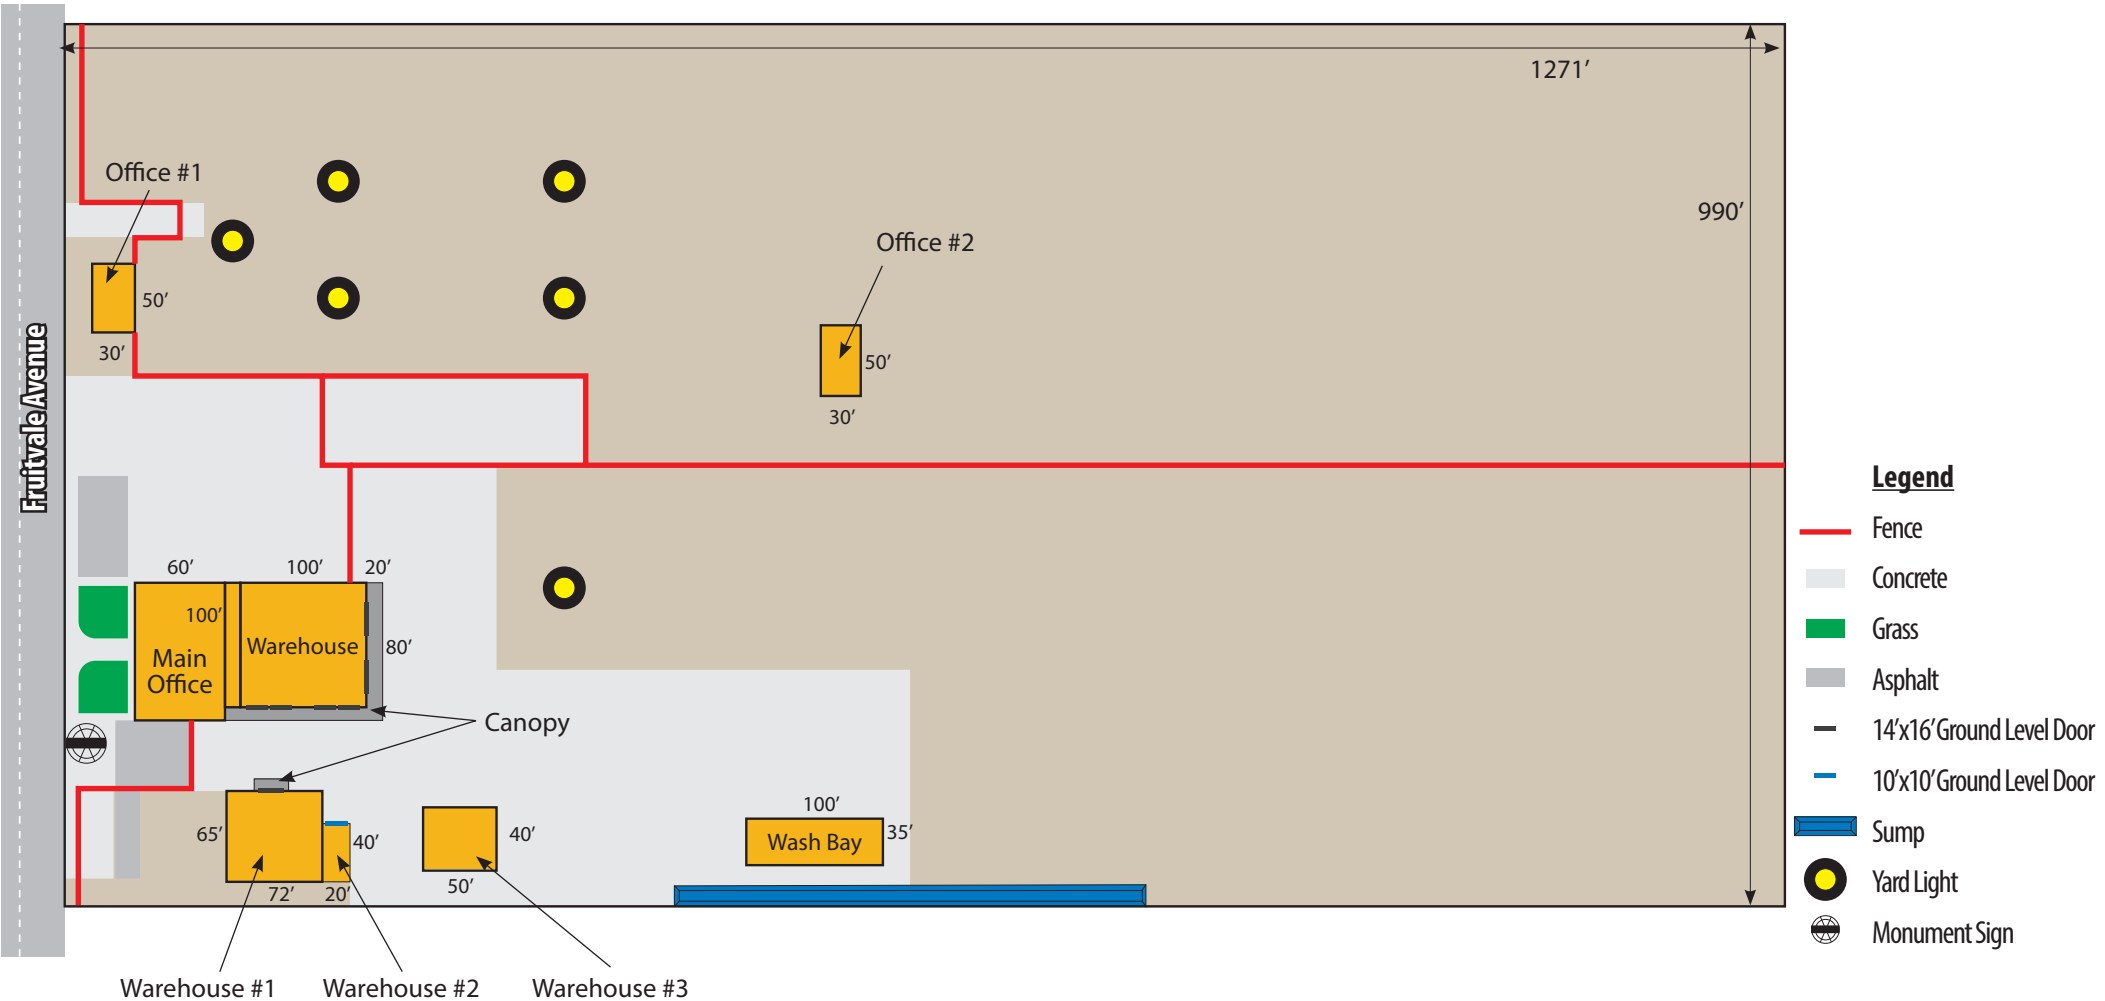 1271’
990’
Office #1
50’
30’
Office #2
50’
30’
Fruitvale Avenue
60’
100’
20’
100’
Main
Office
Warehouse
80’
Canopy
65’
72’
40’
20’
40’
50’
100’
Wash Bay
35’
Warehouse #1
Warehouse #2
Warehouse #3
Legend
Fence
Concrete
Grass
Asphalt
14’x16’ Ground Level Door
10’x10’ Ground Level Door
Sump
Yard Light
Monument Sign